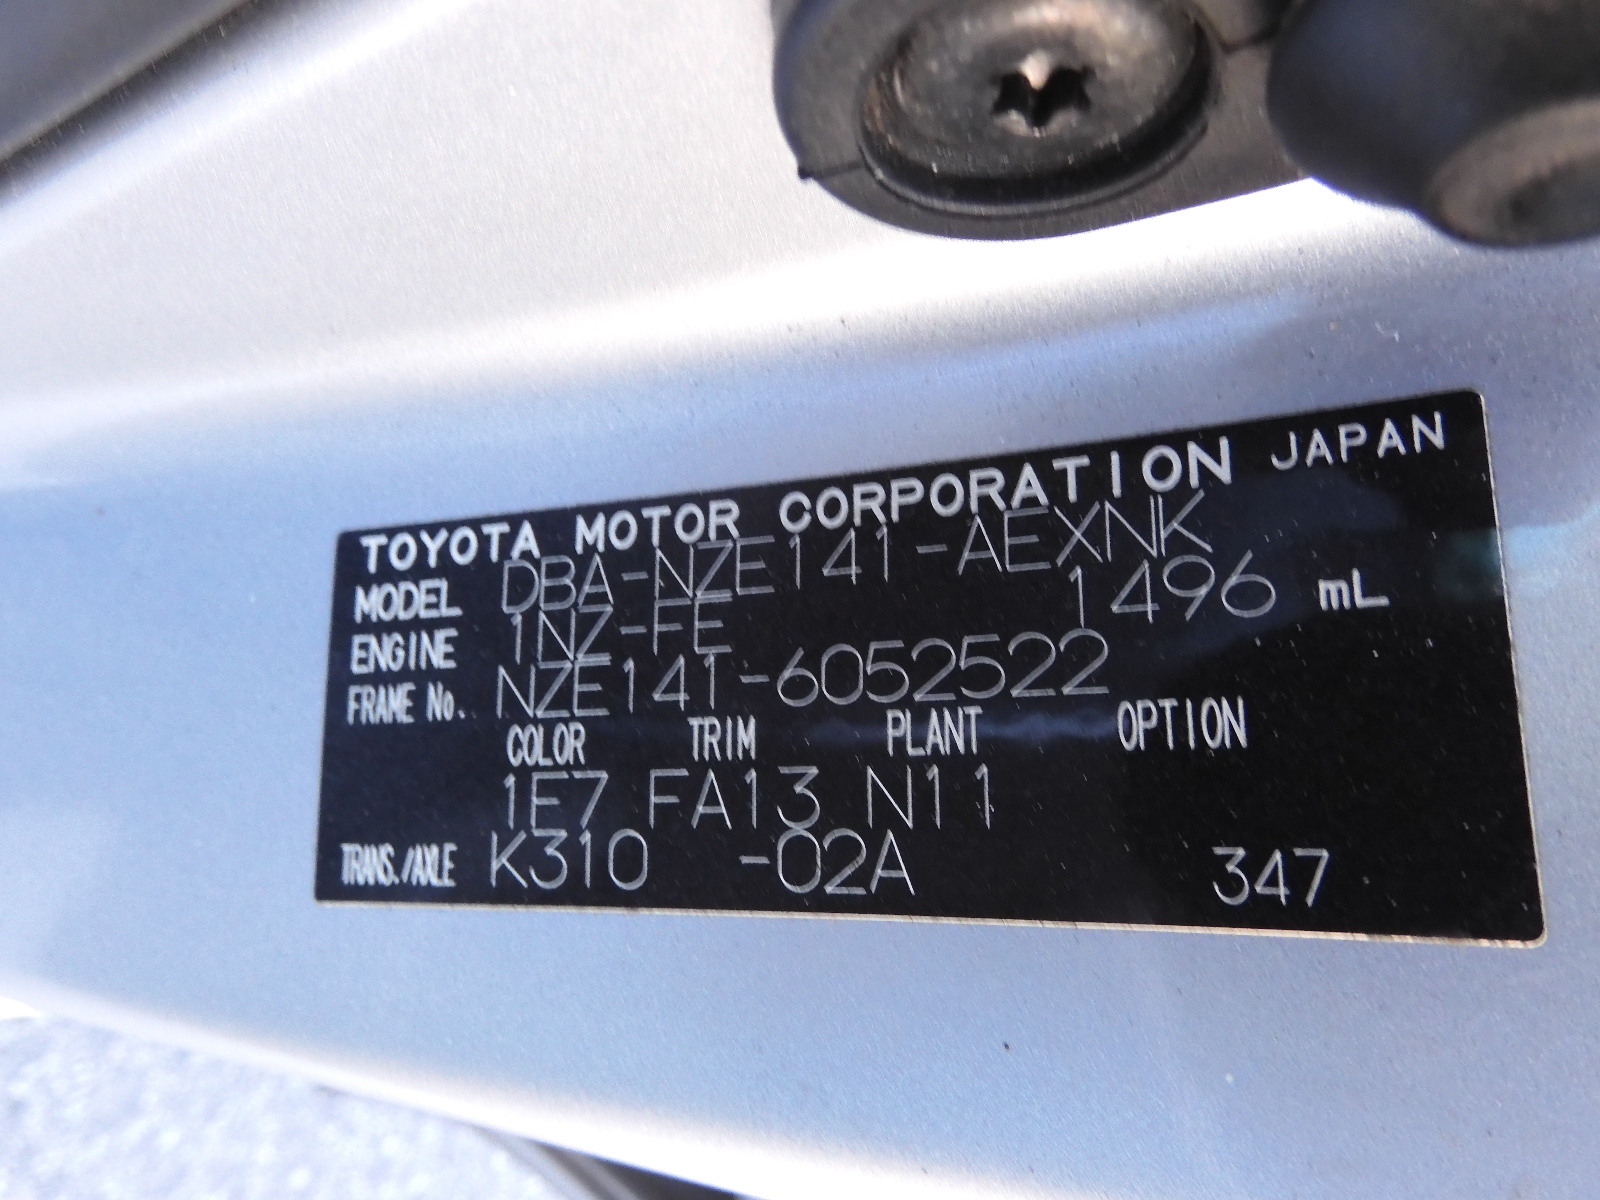 TOYOTA MOTOR CORPORATION JAPAN
MODEL DBA-NZE141-AEXNK
ENGINE 1NZ-FE 1496 mL
FRAME No. NZE141-6052522
COLOR TRIM PLANT OPTION
1E7 FA13 N11
TRANS./AXLE K310 -02A 347